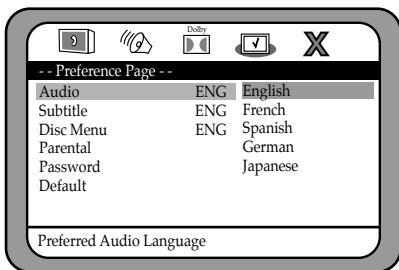 Dolby
- - Preference Page - -
Audio ENG English
Subtitle ENG French
Disc Menu ENG Spanish
Parental German
Password Japanese
Default
Preferred Audio Language